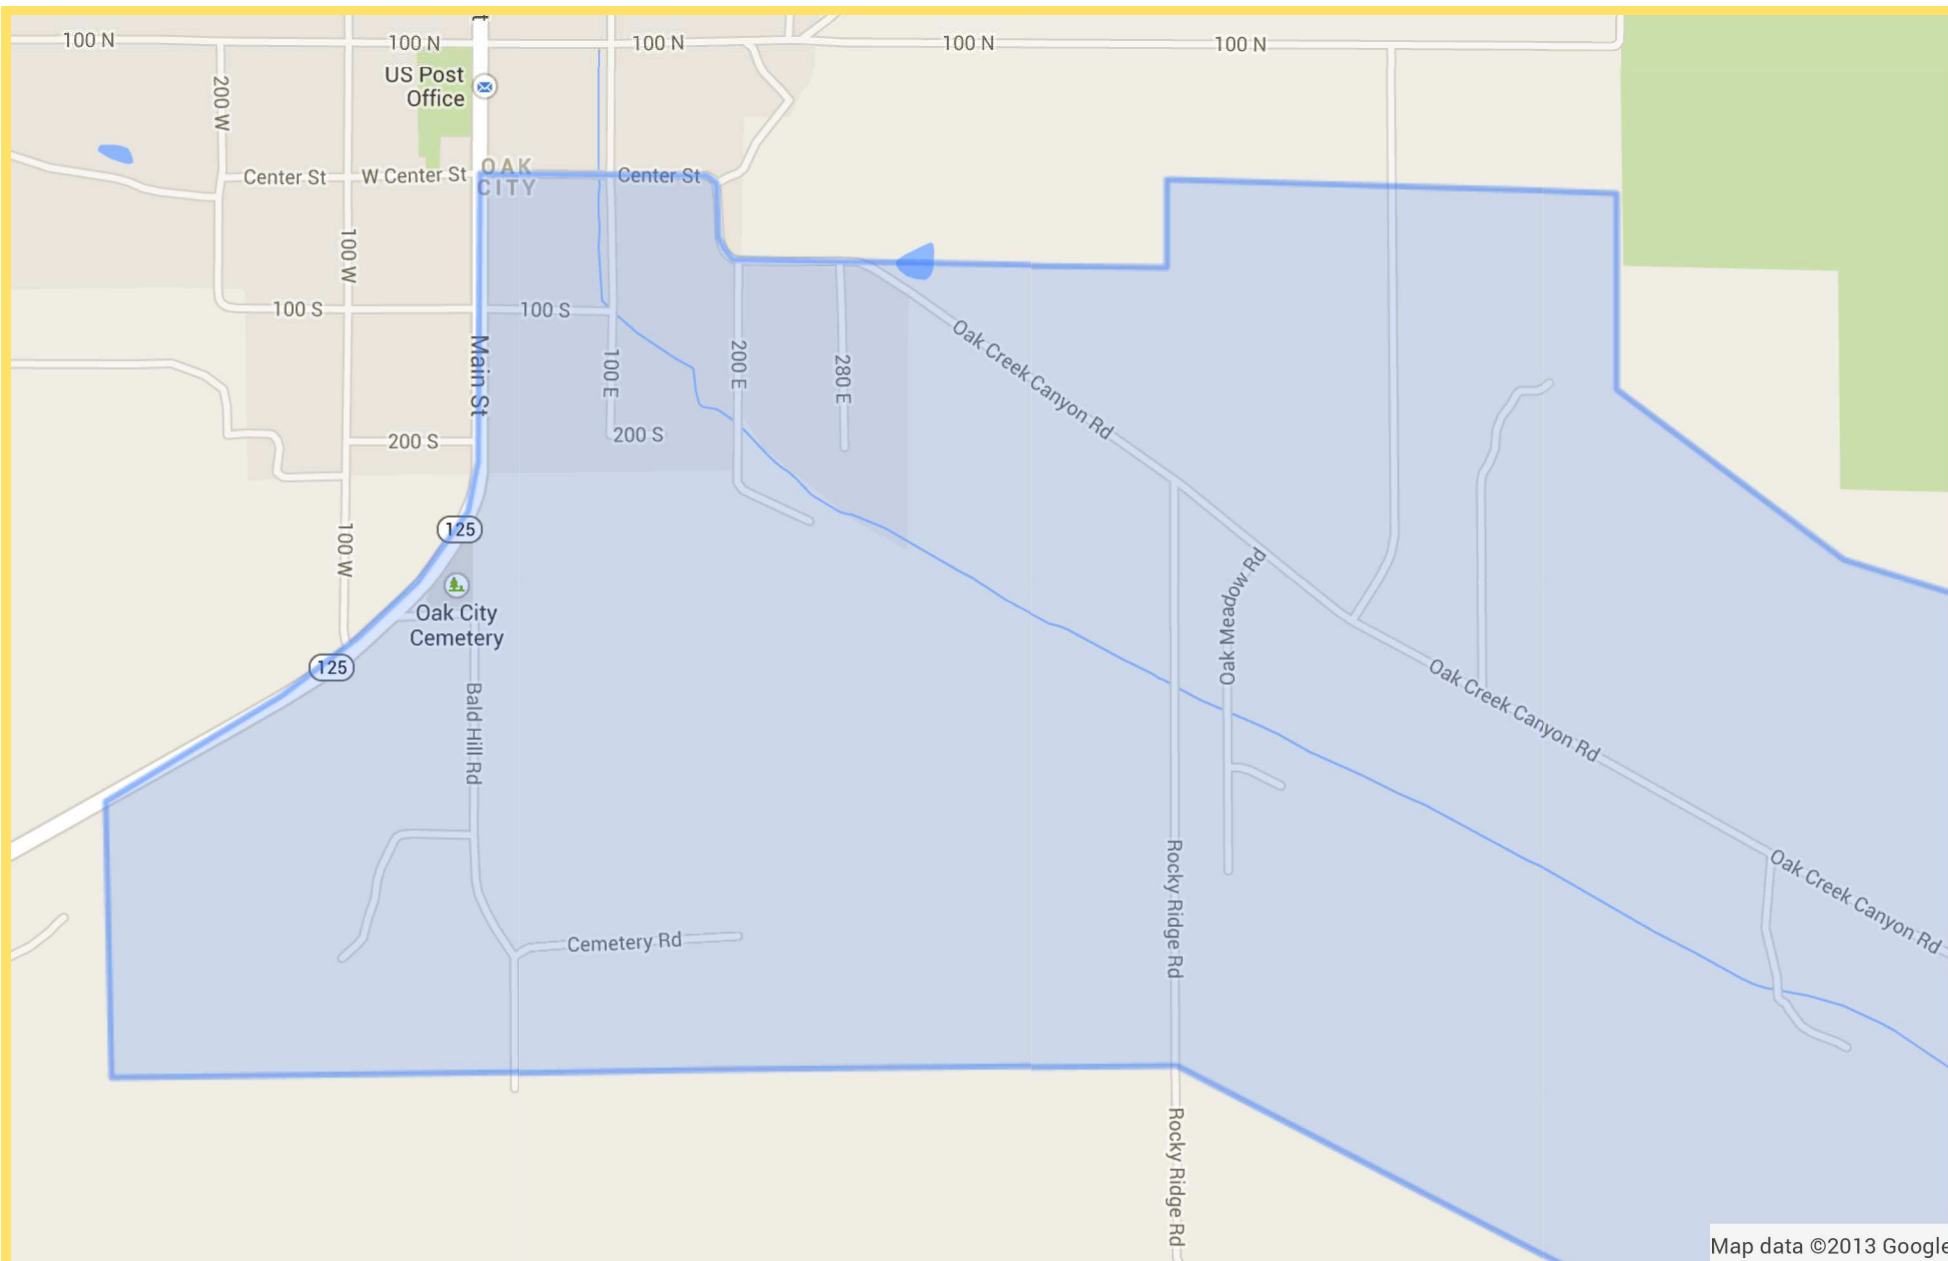 t
100 N
100 N
100 N
100 N
100 N
US Post
Office
200 W
OAK
CITY
Center St
W Center St
Center St
100 W
100 S
100 S
Main St
100 E
200 E
280 E
Oak Creek Canyon Rd
200 S
200 S
125
100 W
Oak City
Cemetery
Oak Meadow Rd
125
Oak Creek Canyon Rd
Bald Hill Rd
Rocky Ridge Rd
Oak Creek Canyon Rd
Cemetery Rd
Rocky Ridge Rd
Map data ©2013 Google